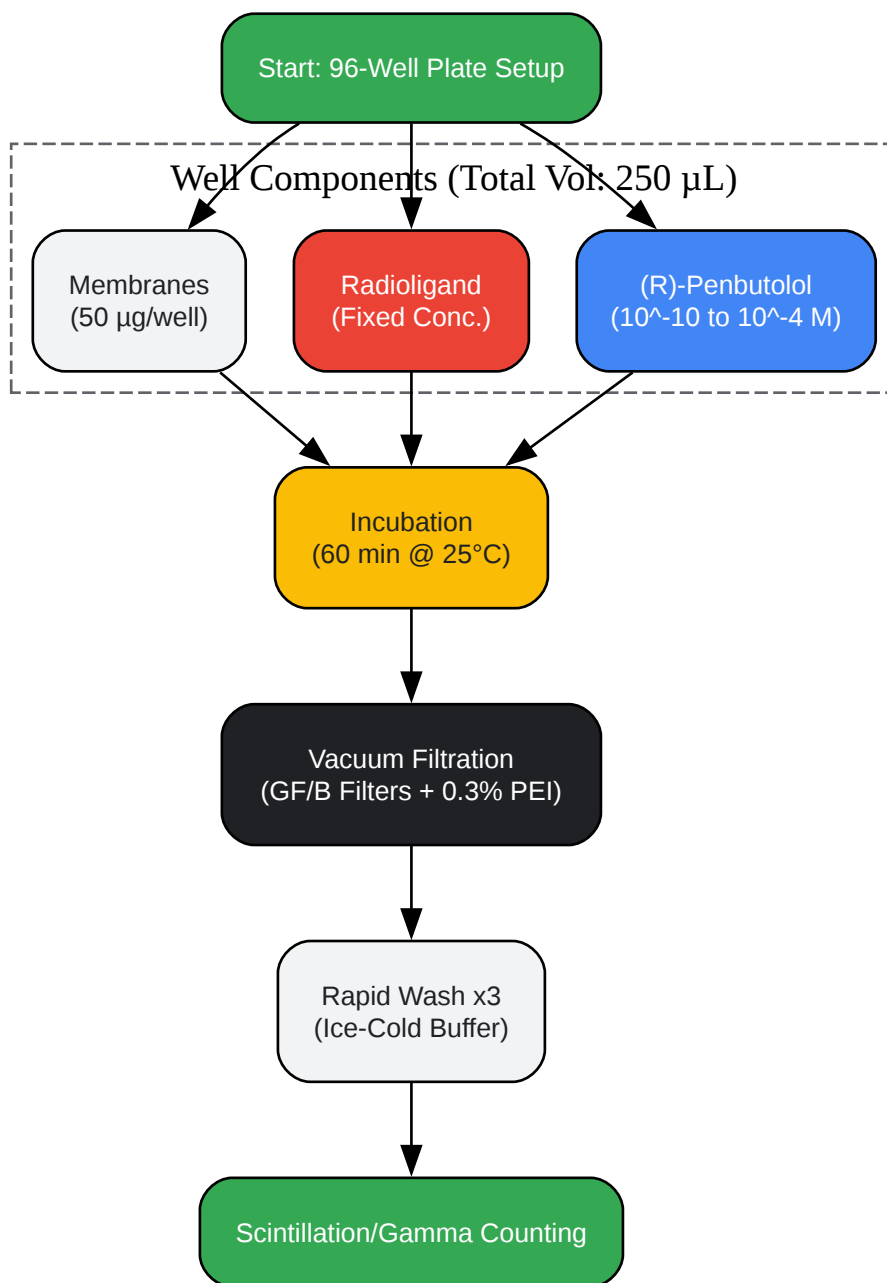 Start: 96-Well Plate Setup
Well Components (Total Vol: 250 µL)
Membranes
(50 µg/well)
Radioligand
(Fixed Conc.)
(R)-Penbutolol
(10^-10 to 10^-4 M)
Incubation
(60 min @ 25°C)
Vacuum Filtration
(GF/B Filters + 0.3% PEI)
Rapid Wash x3
(Ice-Cold Buffer)
Scintillation/Gamma Counting